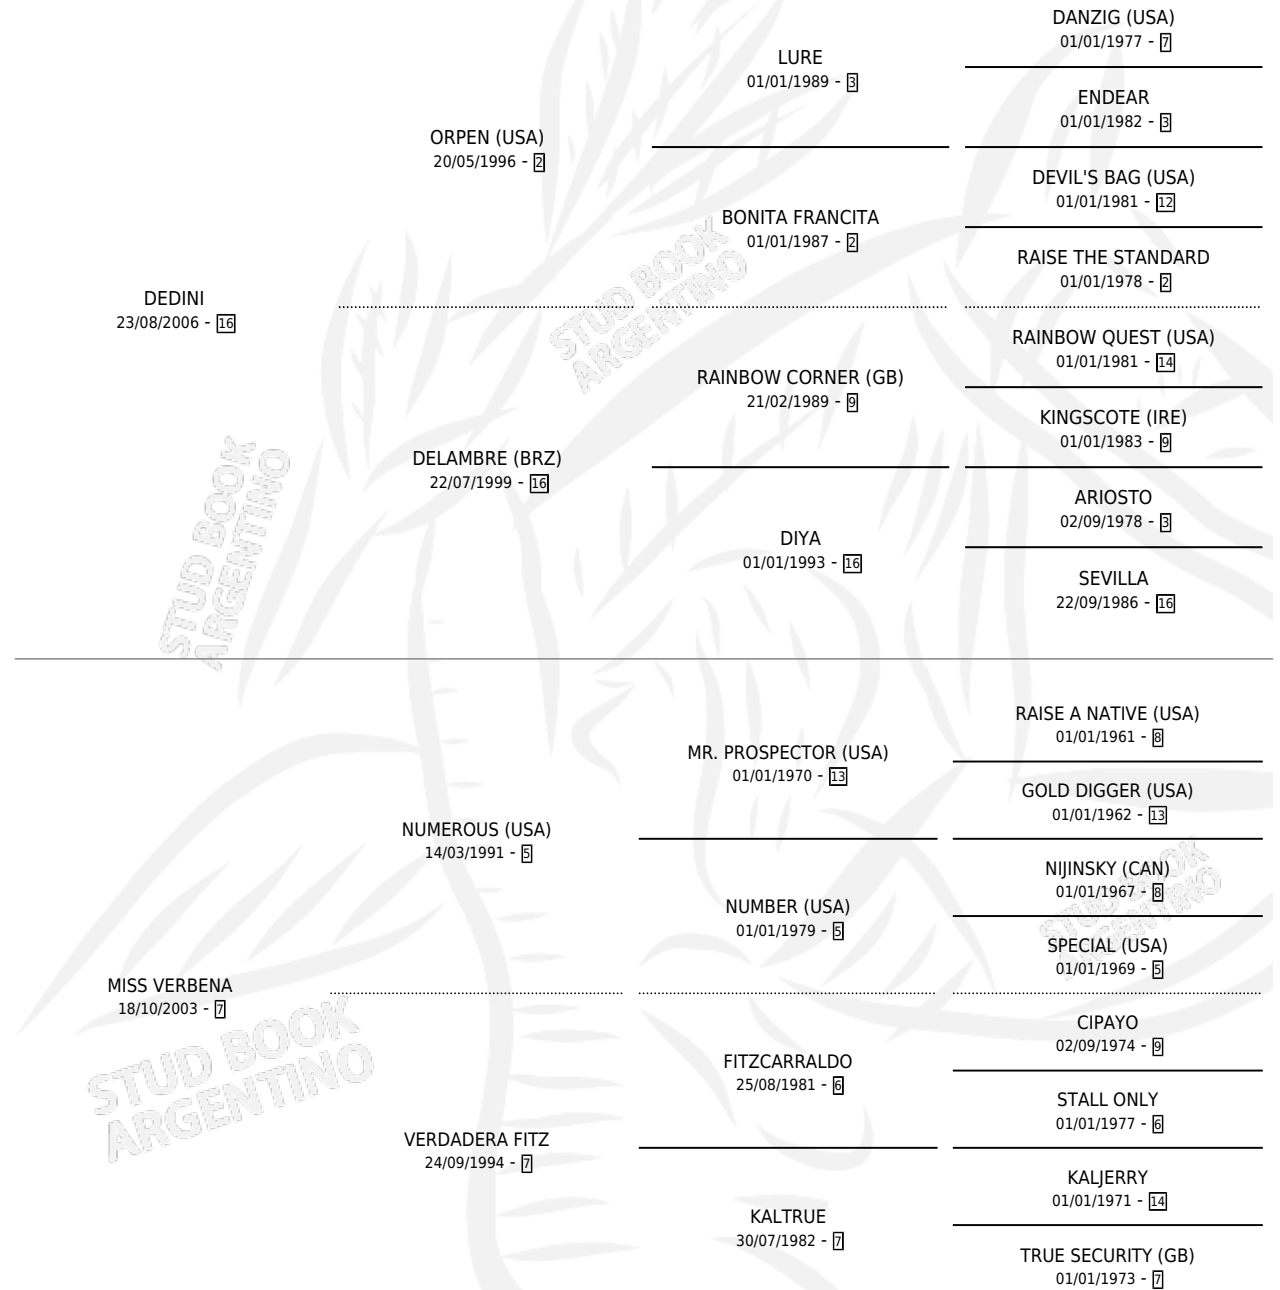 DANZIG (USA)
01/01/1977 - 7
LURE
01/01/1989 - 3
ENDEAR
01/01/1982 - 3
ORPEN (USA)
20/05/1996 - 2
DEVIL'S BAG (USA)
01/01/1981 - 12
BONITA FRANCITA
01/01/1987 - 2
RAISE THE STANDARD
01/01/1978 - 2
DEDINI
23/08/2006 - 16
RAINBOW QUEST (USA)
01/01/1981 - 14
RAINBOW CORNER (GB)
21/02/1989 - 9
KINGSCOTE (IRE)
01/01/1983 - 9
DELAMBRE (BRZ)
22/07/1999 - 16
ARIOSTO
02/09/1978 - 3
DIYA
01/01/1993 - 16
SEVILLA
22/09/1986 - 16
STUD BOOK
ARGENTINO
STUD BOOK
ARGENTINO
RAISE A NATIVE (USA)
01/01/1961 - 8
MR. PROSPECTOR (USA)
01/01/1970 - 13
GOLD DIGGER (USA)
01/01/1962 - 13
NUMEROUS (USA)
14/03/1991 - 5
NIJINSKY (CAN)
01/01/1967 - 8
NUMBER (USA)
01/01/1979 - 5
SPECIAL (USA)
01/01/1969 - 5
MISS VERBENA
18/10/2003 - 7
CIPAYO
02/09/1974 - 9
FITZCARRALDO
25/08/1981 - 6
STALL ONLY
01/01/1977 - 6
VERDADERA FITZ
24/09/1994 - 7
KALJERRY
01/01/1971 - 14
KALTRUE
30/07/1982 - 7
TRUE SECURITY (GB)
01/01/1973 - 7
STUD BOOK
ARGENTINO
STUD BOOK
ARGENTINO